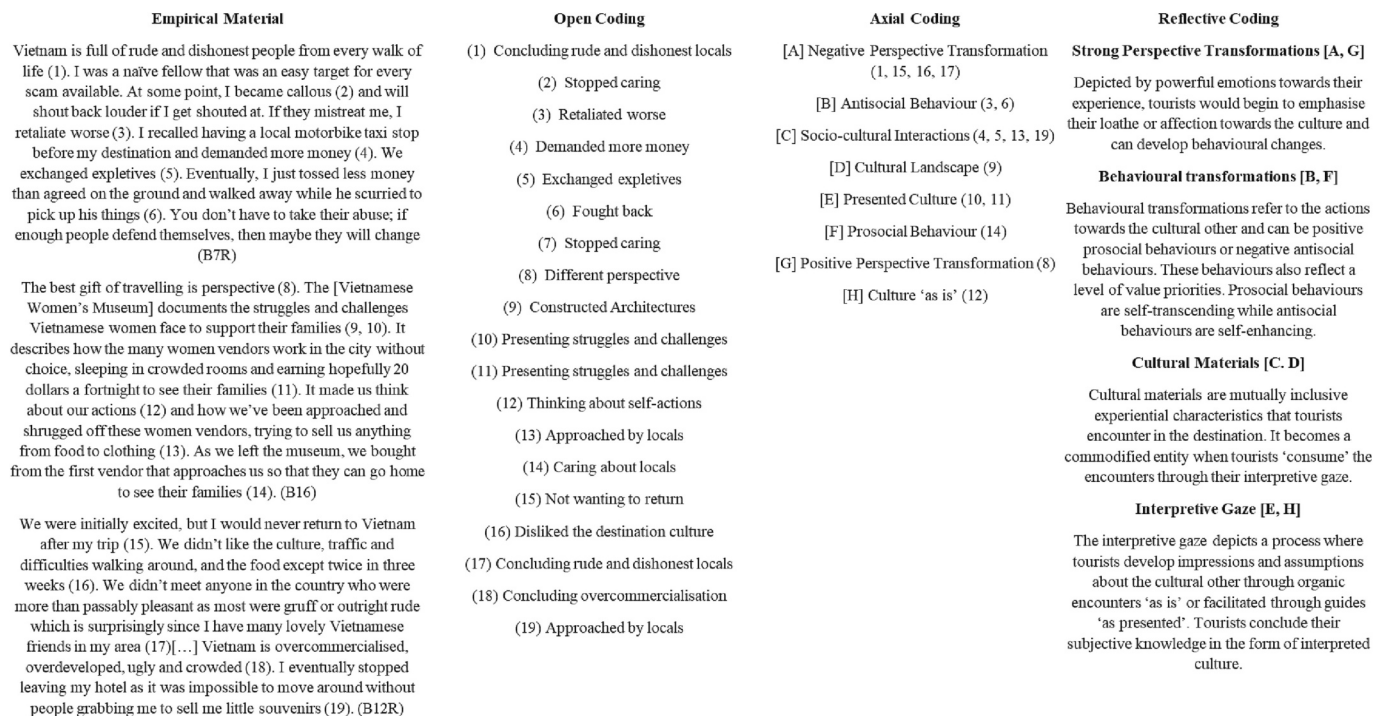 Empirical Material
Vietnam is full of rude and dishonest people from every walk of
life (1). I was a naïve fellow that was an easy target for every
scam available. At some point, I became callous (2) and will
shout back louder if I get shouted at. If they mistreat me, I
retaliate worse (3). I recalled having a local motorbike taxi stop
before my destination and demanded more money (4). We
exchanged expletives (5). Eventually, I just tossed less money
than agreed on the ground and walked away while he scurried to
pick up his things (6). You don’t have to take their abuse; if
enough people defend themselves, then maybe they will change
(B7R)
The best gift of travelling is perspective (8). The [Vietnamese
Women’s Museum] documents the struggles and challenges
Vietnamese women face to support their families (9, 10). It
describes how the many women vendors work in the city without
choice, sleeping in crowded rooms and earning hopefully 20
dollars a fortnight to see their families (11). It made us think
about our actions (12) and how we’ve been approached and
shrugged off these women vendors, trying to sell us anything
from food to clothing (13). As we left the museum, we bought
from the first vendor that approaches us so that they can go home
to see their families (14). (B16)
We were initially excited, but I would never return to Vietnam
after my trip (15). We didn’t like the culture, traffic and
difficulties walking around, and the food except twice in three
weeks (16). We didn’t meet anyone in the country who were
more than passably pleasant as most were gruff or outright rude
which is surprisingly since I have many lovely Vietnamese
friends in my area (17)[…] Vietnam is overcommercialised,
overdeveloped, ugly and crowded (18). I eventually stopped
leaving my hotel as it was impossible to move around without
people grabbing me to sell me little souvenirs (19). (B12R)
Open Coding
(1) Concluding rude and dishonest locals
(2) Stopped caring
(3) Retaliated worse
(4) Demanded more money
(5) Exchanged expletives
(6) Fought back
(7) Stopped caring
(8) Different perspective
(9) Constructed Architectures
(10) Presenting struggles and challenges
(11) Presenting struggles and challenges
(12) Thinking about self-actions
(13) Approached by locals
(14) Caring about locals
(15) Not wanting to return
(16) Disliked the destination culture
(17) Concluding rude and dishonest locals
(18) Concluding overcommercialisation
(19) Approached by locals
Axial Coding
[A] Negative Perspective Transformation
(1, 15, 16, 17)
[B] Antisocial Behaviour (3, 6)
[C] Socio-cultural Interactions (4, 5, 13, 19)
[D] Cultural Landscape (9)
[E] Presented Culture (10, 11)
[F] Prosocial Behaviour (14)
[G] Positive Perspective Transformation (8)
[H] Culture ‘as is’ (12)
Reflective Coding
Strong Perspective Transformations [A, G]
Depicted by powerful emotions towards their
experience, tourists would begin to emphasise
their loathe or affection towards the culture and
can develop behavioural changes.
Behavioural transformations [B, F]
Behavioural transformations refer to the actions
towards the cultural other and can be positive
prosocial behaviours or negative antisocial
behaviours. These behaviours also reflect a
level of value priorities. Prosocial behaviours
are self-transcending while antisocial
behaviours are self-enhancing.
Cultural Materials [C. D]
Cultural materials are mutually inclusive
experiential characteristics that tourists
encounter in the destination. It becomes a
commodified entity when tourists ‘consume’ the
encounters through their interpretive gaze.
Interpretive Gaze [E, H]
The interpretive gaze depicts a process where
tourists develop impressions and assumptions
about the cultural other through organic
encounters ‘as is’ or facilitated through guides
‘as presented’. Tourists conclude their
subjective knowledge in the form of interpreted
culture.